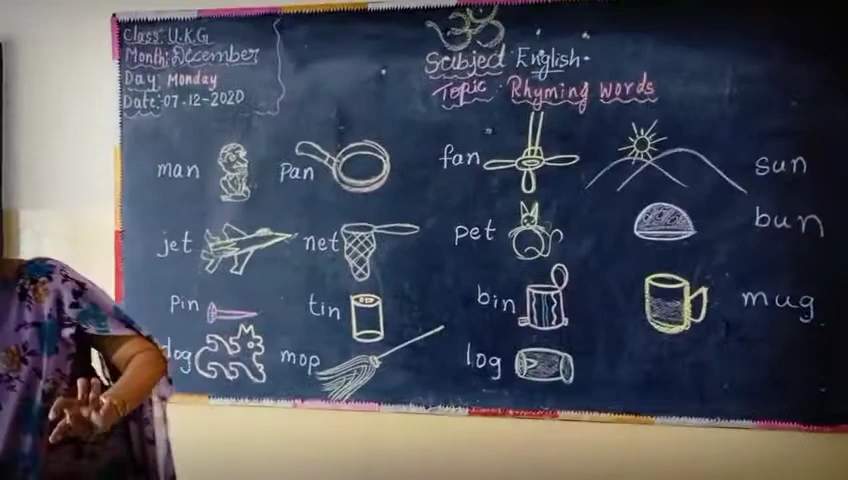 Class: U.K.G
Month: December
Day: Monday
Date: 07-12-2020
ॐ
Subject: English.
Topic: Rhyming words
man pan fan sun
jet net pet bun
pin tin bin mug
dog mop log